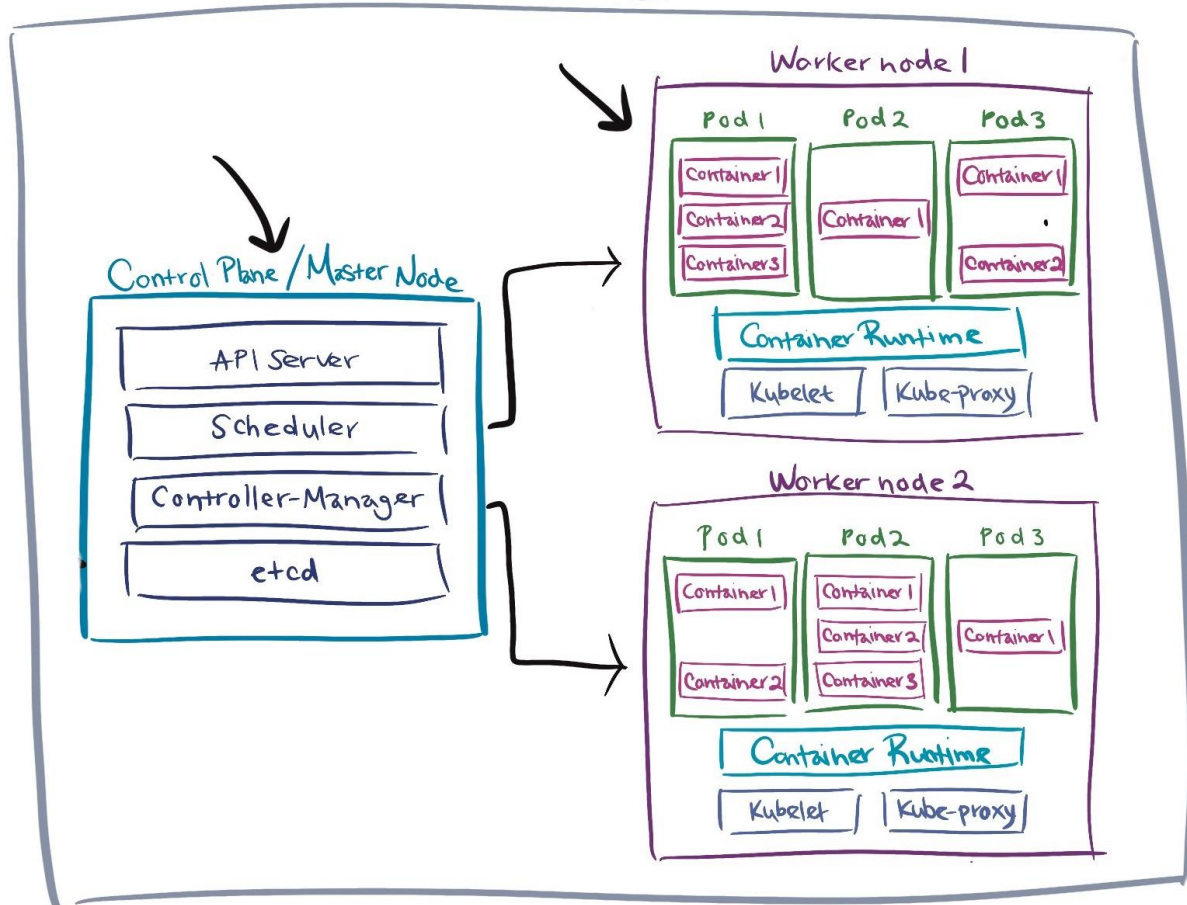 Control Plane / Master Node
API Server
Scheduler
Controller-Manager
etcd
Worker node 1
Pod 1 Pod 2 Pod 3
Container 1
Container 2
Container 3
Container 1
Container 1
Container 2
Container Runtime
Kubelet Kube-proxy
Worker node 2
Pod 1 Pod 2 Pod 3
Container 1
Container 2
Container 1
Container 2
Container 3
Container 1
Container Runtime
Kubelet Kube-proxy